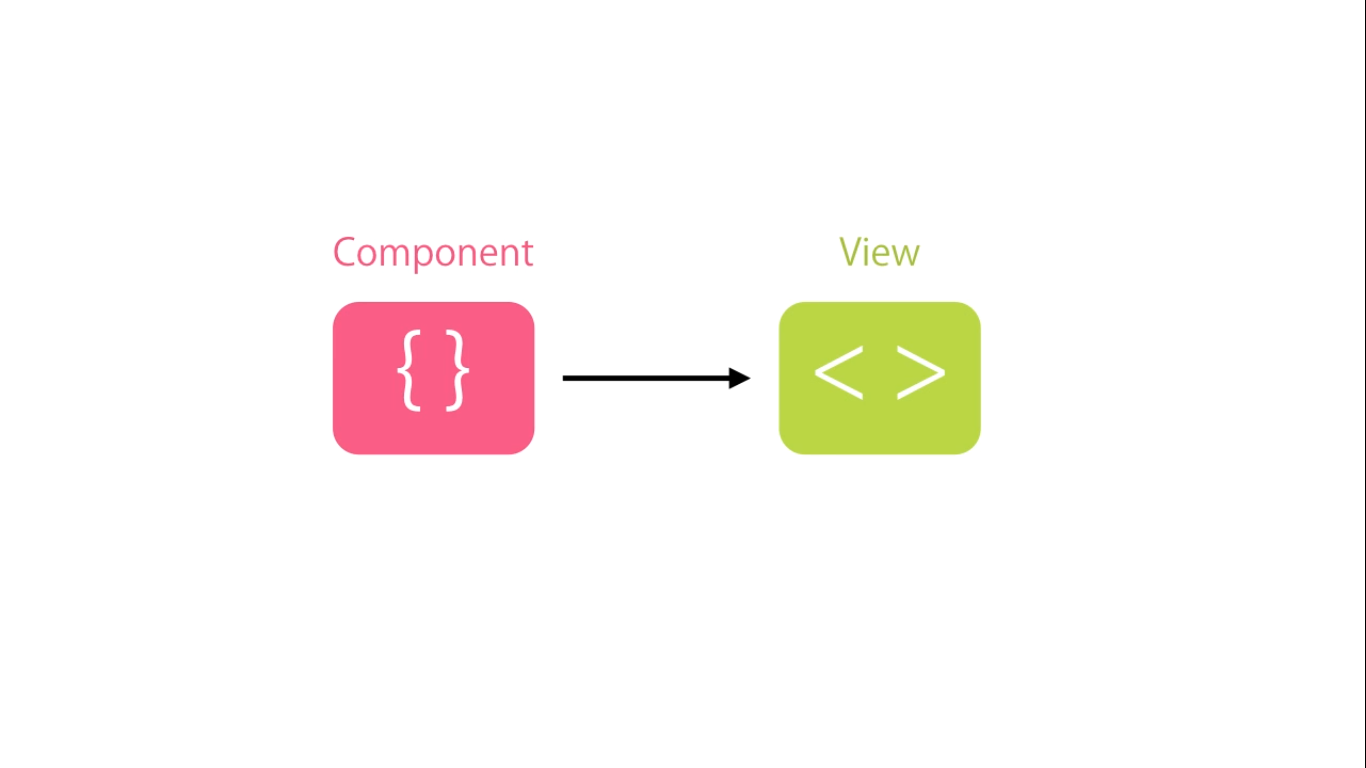 Component
View
{ }
< >